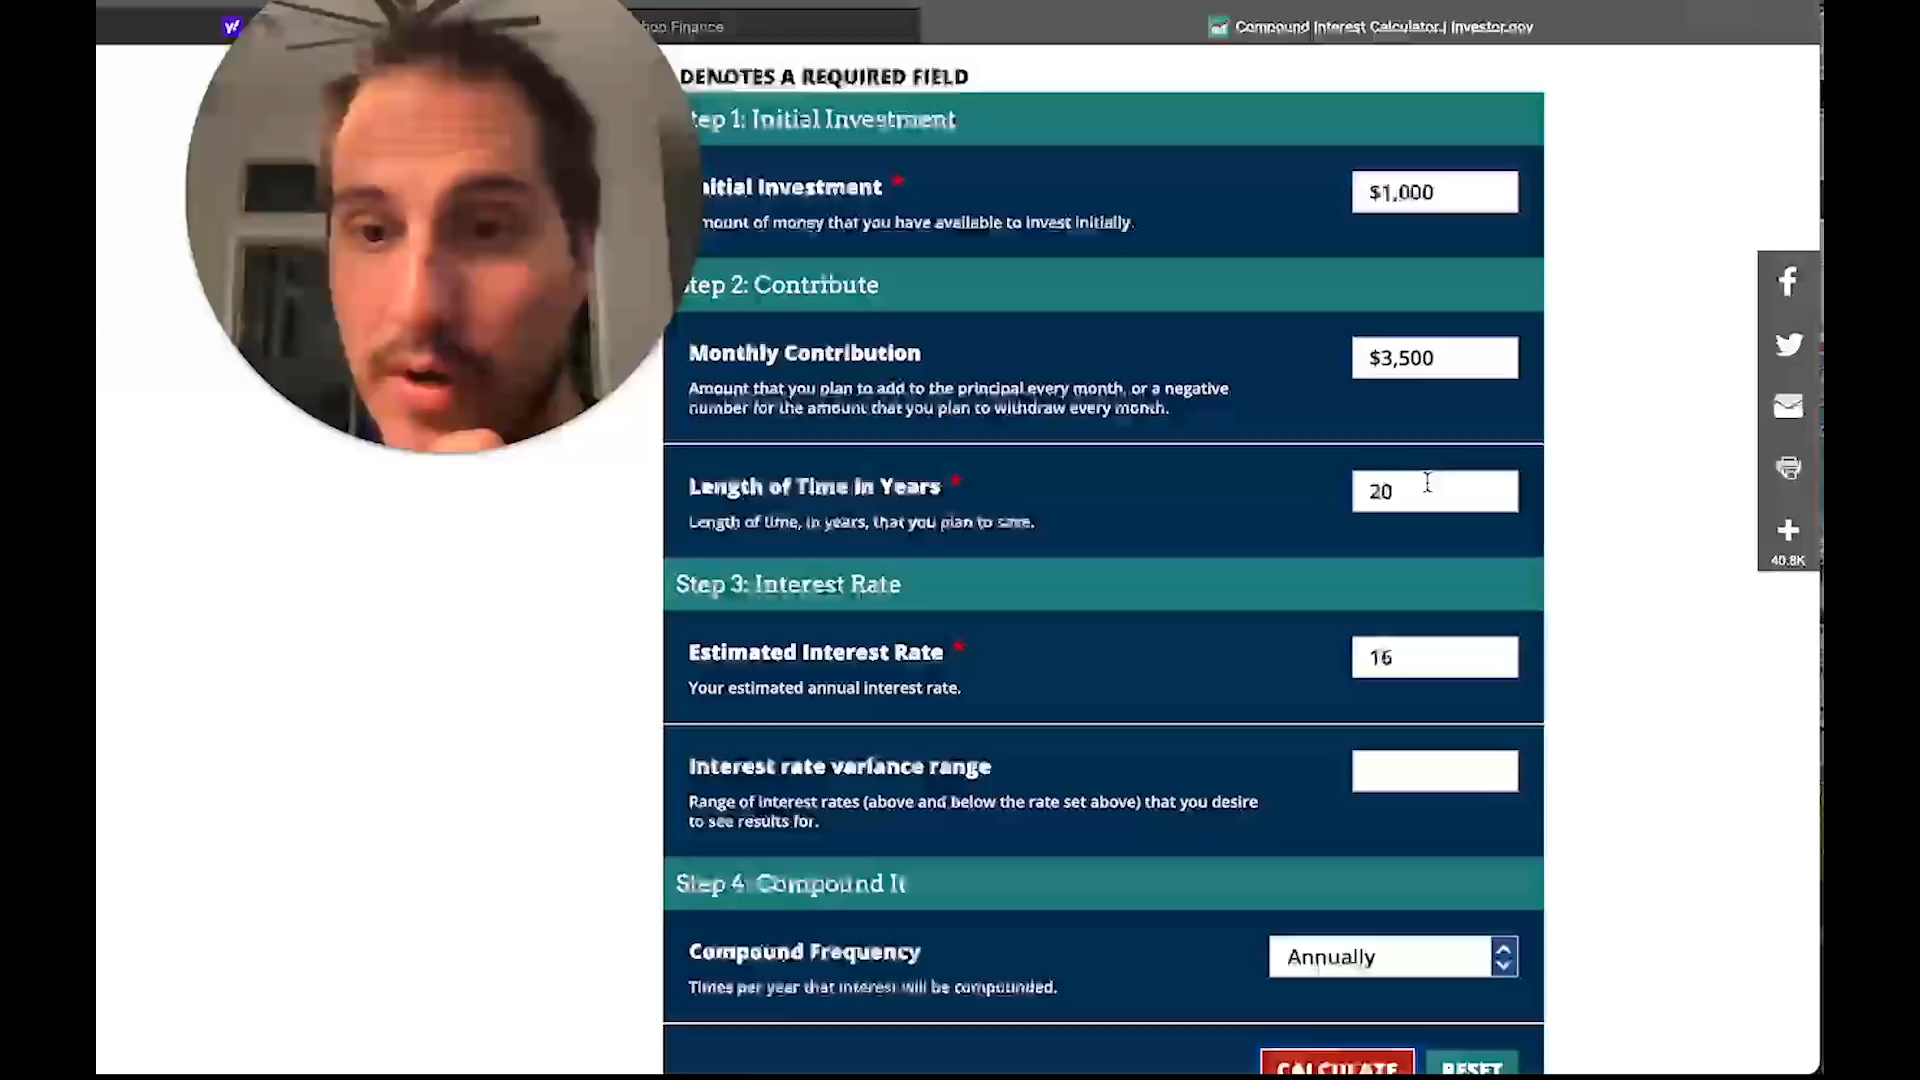 Finance
Compound Interest Calculator | Investor.gov
DENOTES A REQUIRED FIELD
tep 1: Initial Investment
nitial Investment *
$1,000
mount of money that you have available to invest initially.
tep 2: Contribute
Monthly Contribution
$3,500
Amount that you plan to add to the principal every month, or a negative
number for the amount that you plan to withdraw every month.
Length of Time in Years *
20
Length of time, in years, that you plan to save.
Step 3: Interest Rate
Estimated Interest Rate *
16
Your estimated annual interest rate.
Interest rate variance range
Range of interest rates (above and below the rate set above) that you desire
to see results for.
Step 4: Compound It
Compound Frequency
Annually
Times per year that interest will be compounded.
CALCULATE
RESET
40.8K